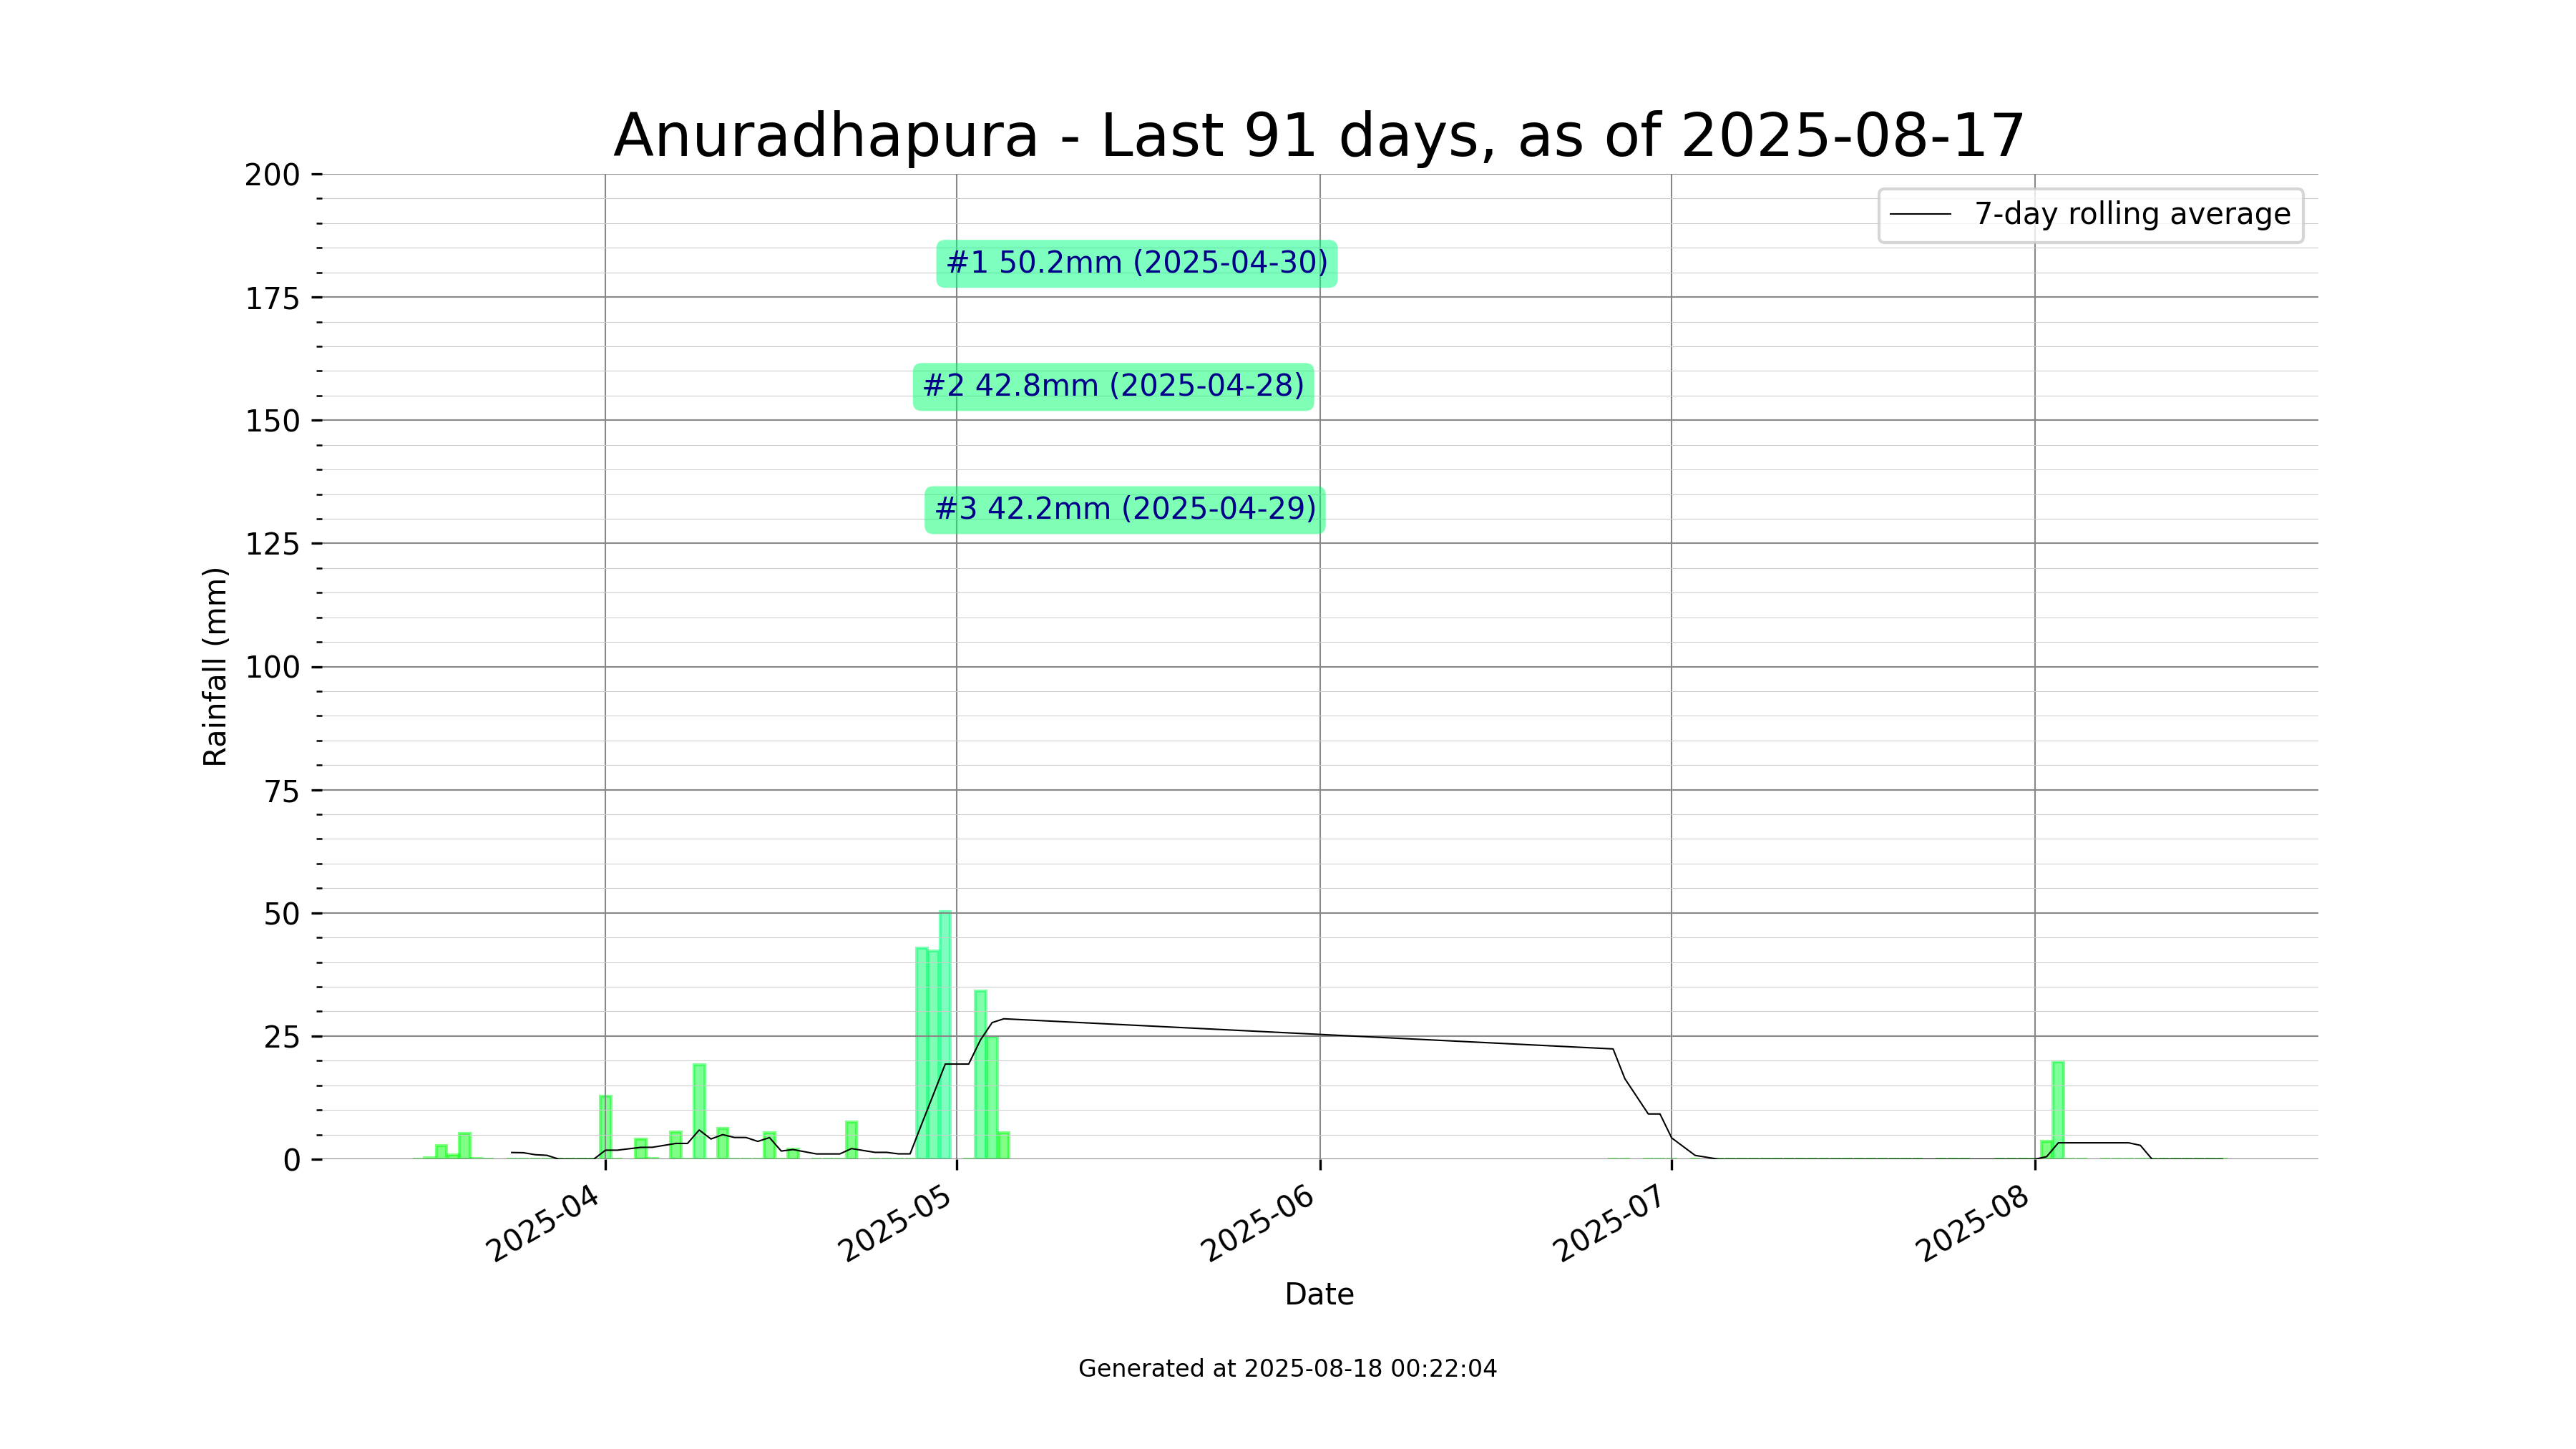 Anuradhapura - Last 91 days, as of 2025-08-17
200
175
150
125
100
75
50
25
0
Rainfall (mm)
7-day rolling average
#1 50.2mm (2025-04-30)
#2 42.8mm (2025-04-28)
#3 42.2mm (2025-04-29)
2025-04
2025-05
2025-06
2025-07
2025-08
Date
Generated at 2025-08-18 00:22:04